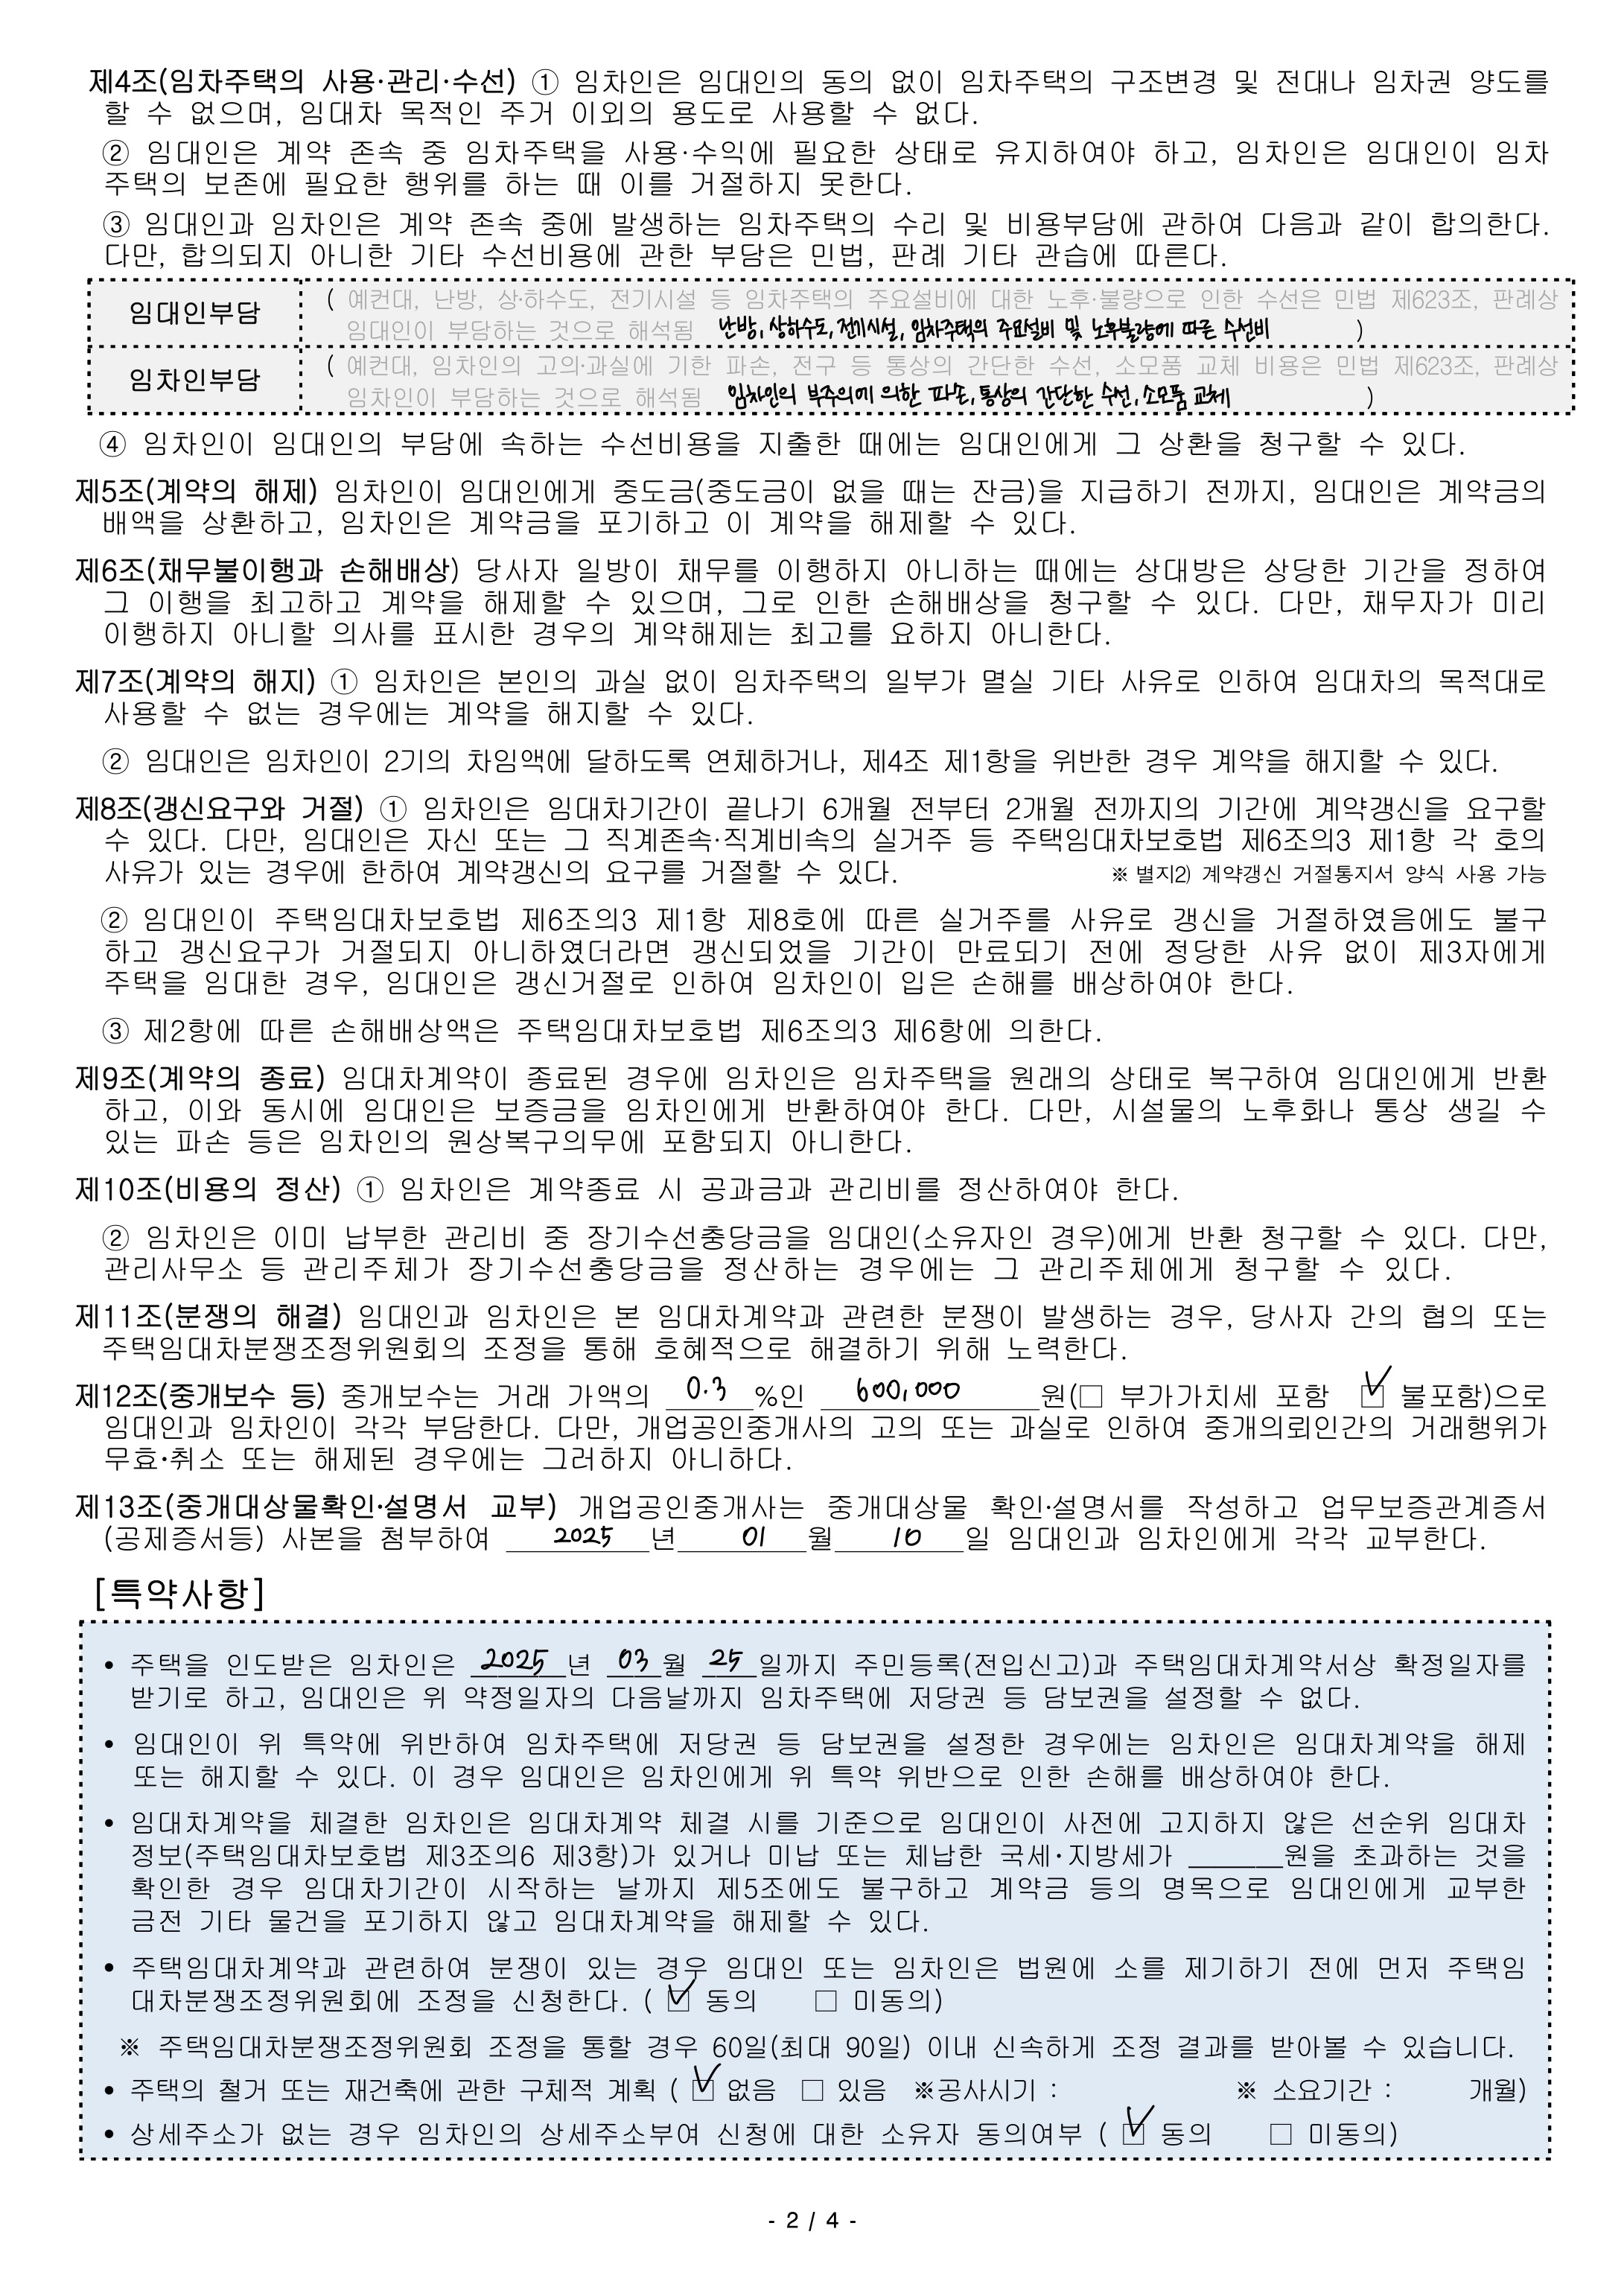 제4조(임차주택의 사용·관리·수선) ① 임차인은 임대인의 동의 없이 임차주택의 구조변경 및 전대나 임차권 양도를
할 수 없으며, 임대차 목적인 주거 이외의 용도로 사용할 수 없다.
② 임대인은 계약 존속 중 임차주택을 사용·수익에 필요한 상태로 유지하여야 하고, 임차인은 임대인이 임차
주택의 보존에 필요한 행위를 하는 때 이를 거절하지 못한다.
③ 임대인과 임차인은 계약 존속 중에 발생하는 임차주택의 수리 및 비용부담에 관하여 다음과 같이 합의한다.
다만, 합의되지 아니한 기타 수선비용에 관한 부담은 민법, 판례 기타 관습에 따른다.
임대인부담 ( 예컨대, 난방, 상·하수도, 전기시설 등 임차주택의 주요설비에 대한 노후·불량으로 인한 수선은 민법 제623조, 판례상
임대인이 부담하는 것으로 해석됨 난방, 상하수도, 전기시설, 임차주택의 주요설비 및 노후불량에 따른 수선비 )
임차인부담 ( 예컨대, 임차인의 고의·과실에 기한 파손, 전구 등 통상의 간단한 수선, 소모품 교체 비용은 민법 제623조, 판례상
임차인이 부담하는 것으로 해석됨 임차인의 부주의에 의한 파손, 통상의 간단한 수선, 소모품 교체 )
④ 임차인이 임대인의 부담에 속하는 수선비용을 지출한 때에는 임대인에게 그 상환을 청구할 수 있다.
제5조(계약의 해제) 임차인이 임대인에게 중도금(중도금이 없을 때는 잔금)을 지급하기 전까지, 임대인은 계약금의
배액을 상환하고, 임차인은 계약금을 포기하고 이 계약을 해제할 수 있다.
제6조(채무불이행과 손해배상) 당사자 일방이 채무를 이행하지 아니하는 때에는 상대방은 상당한 기간을 정하여
그 이행을 최고하고 계약을 해제할 수 있으며, 그로 인한 손해배상을 청구할 수 있다. 다만, 채무자가 미리
이행하지 아니할 의사를 표시한 경우의 계약해제는 최고를 요하지 아니한다.
제7조(계약의 해지) ① 임차인은 본인의 과실 없이 임차주택의 일부가 멸실 기타 사유로 인하여 임대차의 목적대로
사용할 수 없는 경우에는 계약을 해지할 수 있다.
② 임대인은 임차인이 2기의 차임액에 달하도록 연체하거나, 제4조 제1항을 위반한 경우 계약을 해지할 수 있다.
제8조(갱신요구와 거절) ① 임차인은 임대차기간이 끝나기 6개월 전부터 2개월 전까지의 기간에 계약갱신을 요구할
수 있다. 다만, 임대인은 자신 또는 그 직계존속·직계비속의 실거주 등 주택임대차보호법 제6조의3 제1항 각 호의
사유가 있는 경우에 한하여 계약갱신의 요구를 거절할 수 있다. ※ 별지2) 계약갱신 거절통지서 양식 사용 가능
② 임대인이 주택임대차보호법 제6조의3 제1항 제8호에 따른 실거주를 사유로 갱신을 거절하였음에도 불구
하고 갱신요구가 거절되지 아니하였더라면 갱신되었을 기간이 만료되기 전에 정당한 사유 없이 제3자에게
주택을 임대한 경우, 임대인은 갱신거절로 인하여 임차인이 입은 손해를 배상하여야 한다.
③ 제2항에 따른 손해배상액은 주택임대차보호법 제6조의3 제6항에 의한다.
제9조(계약의 종료) 임대차계약이 종료된 경우에 임차인은 임차주택을 원래의 상태로 복구하여 임대인에게 반환
하고, 이와 동시에 임대인은 보증금을 임차인에게 반환하여야 한다. 다만, 시설물의 노후화나 통상 생길 수
있는 파손 등은 임차인의 원상복구의무에 포함되지 아니한다.
제10조(비용의 정산) ① 임차인은 계약종료 시 공과금과 관리비를 정산하여야 한다.
② 임차인은 이미 납부한 관리비 중 장기수선충당금을 임대인(소유자인 경우)에게 반환 청구할 수 있다. 다만,
관리사무소 등 관리주체가 장기수선충당금을 정산하는 경우에는 그 관리주체에게 청구할 수 있다.
제11조(분쟁의 해결) 임대인과 임차인은 본 임대차계약과 관련한 분쟁이 발생하는 경우, 당사자 간의 협의 또는
주택임대차분쟁조정위원회의 조정을 통해 호혜적으로 해결하기 위해 노력한다.
제12조(중개보수 등) 중개보수는 거래 가액의 0.3 %인 600,000 원(□ 부가가치세 포함 ☑ 불포함)으로
임대인과 임차인이 각각 부담한다. 다만, 개업공인중개사의 고의 또는 과실로 인하여 중개의뢰인간의 거래행위가
무효·취소 또는 해제된 경우에는 그러하지 아니하다.
제13조(중개대상물확인·설명서 교부) 개업공인중개사는 중개대상물 확인·설명서를 작성하고 업무보증관계증서
(공제증서등) 사본을 첨부하여 2025 년 01 월 10 일 임대인과 임차인에게 각각 교부한다.
[특약사항]
• 주택을 인도받은 임차인은 2025 년 03 월 25 일까지 주민등록(전입신고)과 주택임대차계약서상 확정일자를
받기로 하고, 임대인은 위 약정일자의 다음날까지 임차주택에 저당권 등 담보권을 설정할 수 없다.
• 임대인이 위 특약에 위반하여 임차주택에 저당권 등 담보권을 설정한 경우에는 임차인은 임대차계약을 해제
또는 해지할 수 있다. 이 경우 임대인은 임차인에게 위 특약 위반으로 인한 손해를 배상하여야 한다.
• 임대차계약을 체결한 임차인은 임대차계약 체결 시를 기준으로 임대인이 사전에 고지하지 않은 선순위 임대차
정보(주택임대차보호법 제3조의6 제3항)가 있거나 미납 또는 체납한 국세·지방세가 ______원을 초과하는 것을
확인한 경우 임대차기간이 시작하는 날까지 제5조에도 불구하고 계약금 등의 명목으로 임대인에게 교부한
금전 기타 물건을 포기하지 않고 임대차계약을 해제할 수 있다.
• 주택임대차계약과 관련하여 분쟁이 있는 경우 임대인 또는 임차인은 법원에 소를 제기하기 전에 먼저 주택임
대차분쟁조정위원회에 조정을 신청한다. ( ☑ 동의 □ 미동의)
※ 주택임대차분쟁조정위원회 조정을 통할 경우 60일(최대 90일) 이내 신속하게 조정 결과를 받아볼 수 있습니다.
• 주택의 철거 또는 재건축에 관한 구체적 계획 ( ☑ 없음 □ 있음 ※공사시기 : ※ 소요기간 : 개월)
• 상세주소가 없는 경우 임차인의 상세주소부여 신청에 대한 소유자 동의여부 ( ☑ 동의 □ 미동의)
- 2 / 4 -